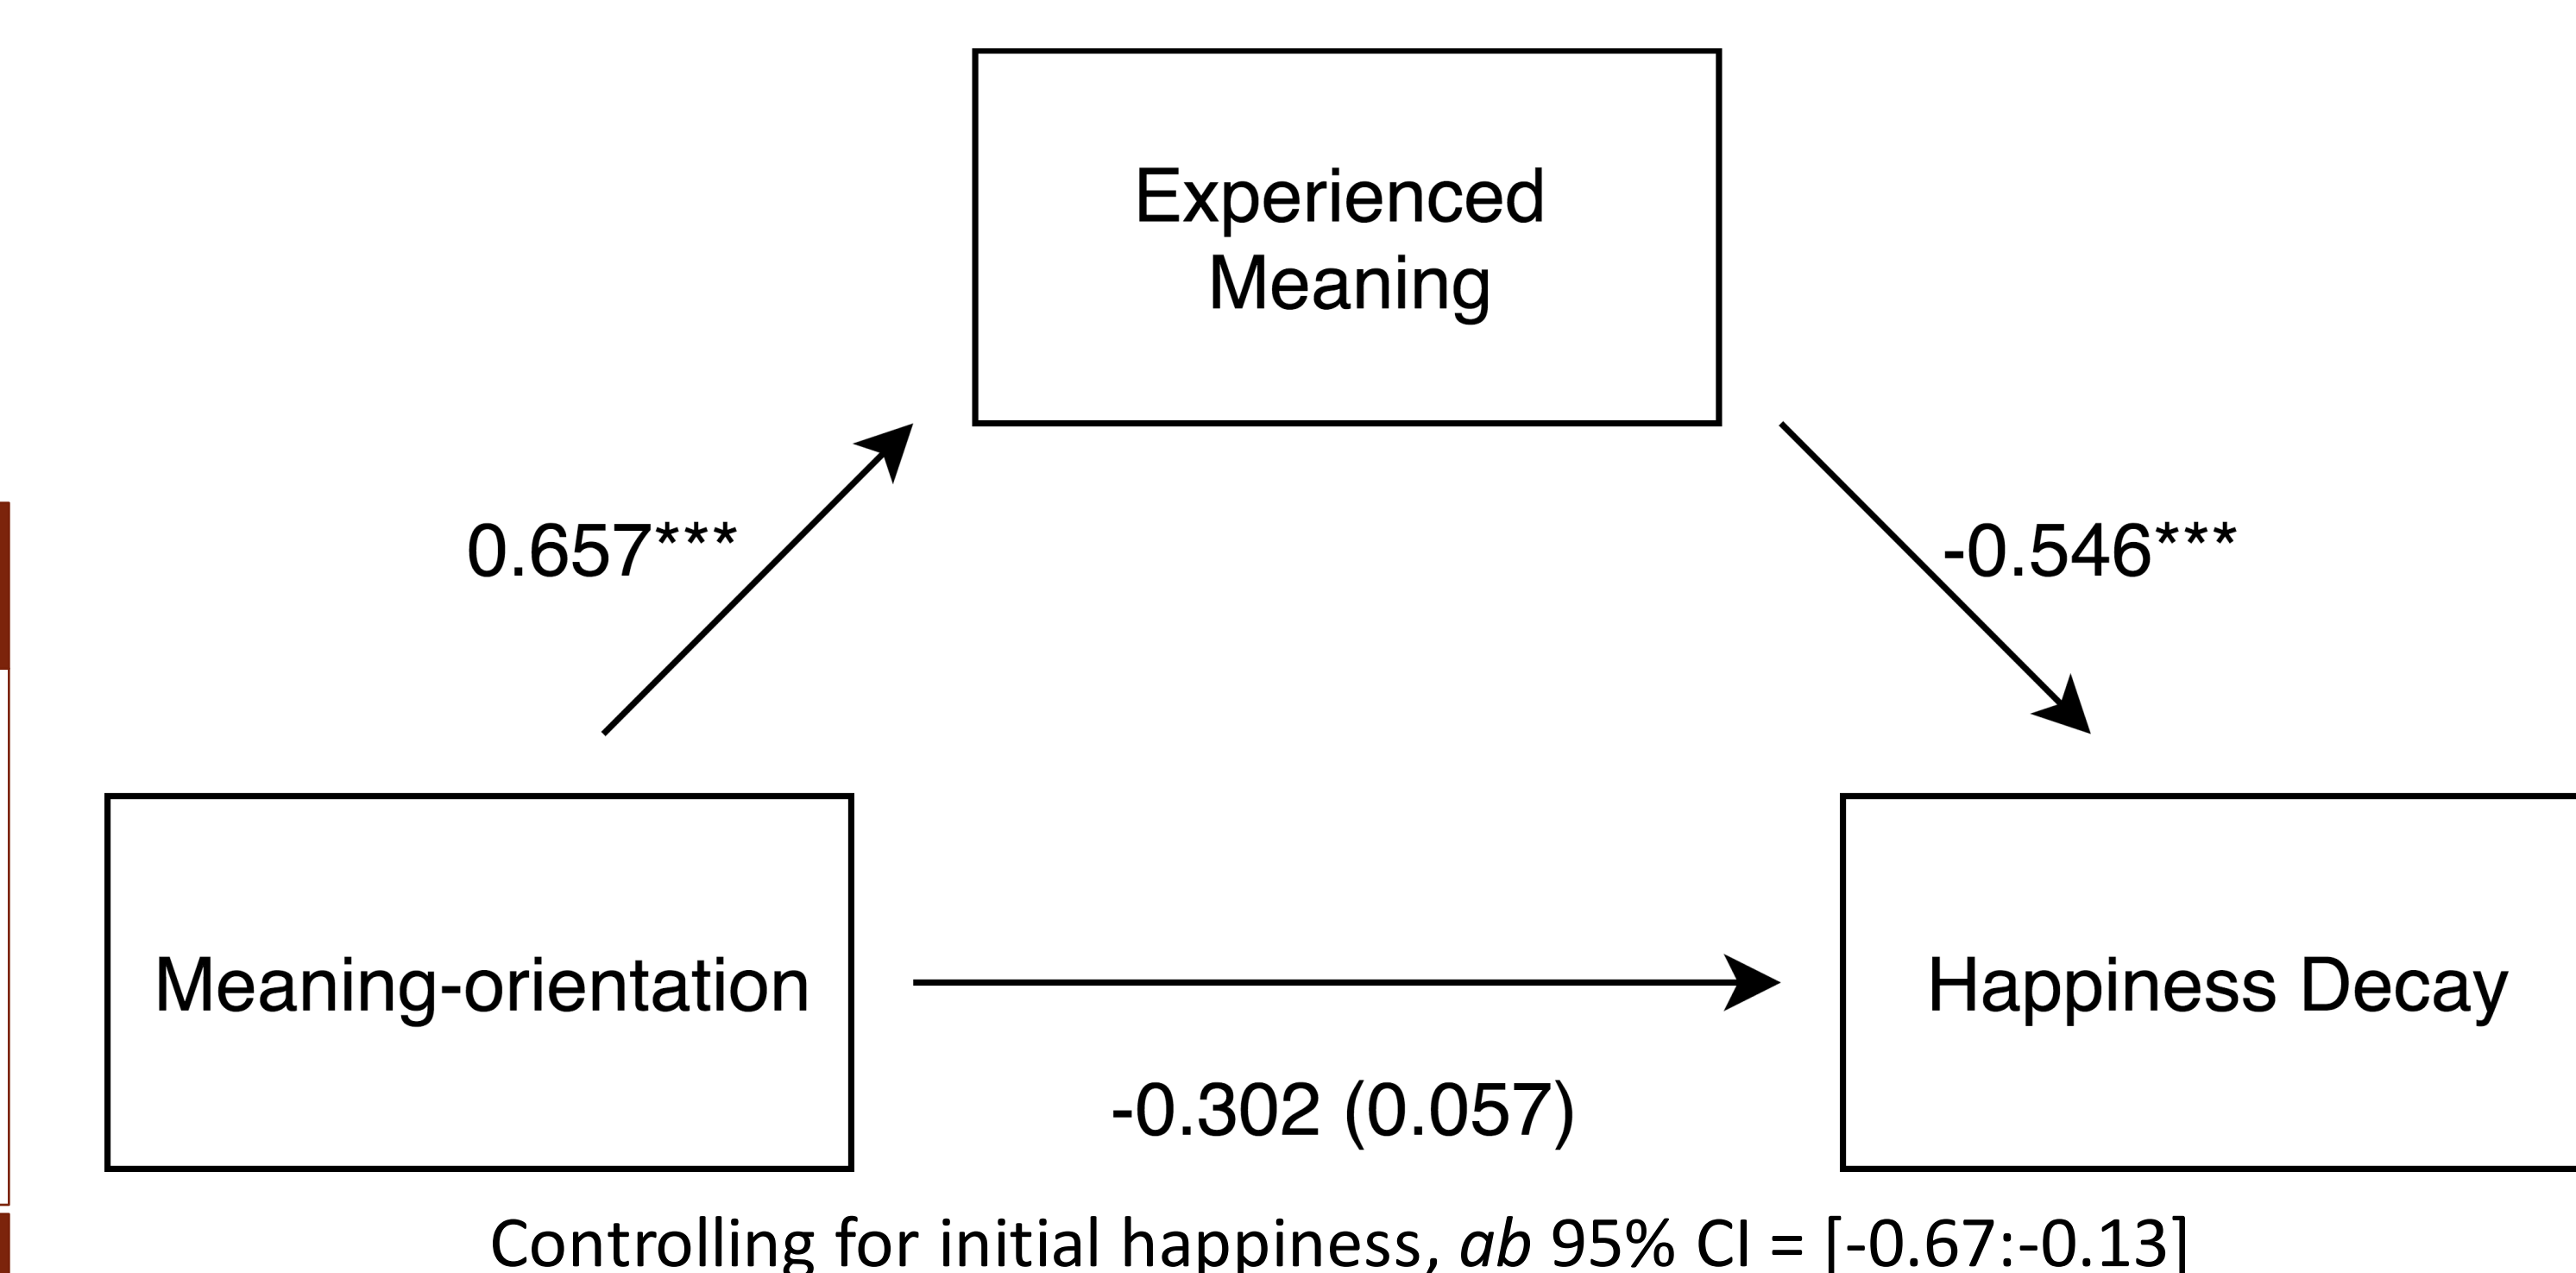 Experienced
Meaning
0.657***
-0.546***
Meaning-orientation
Happiness Decay
-0.302 (0.057)
Controlling for initial happiness, ab 95% CI = [-0.67:-0.13]